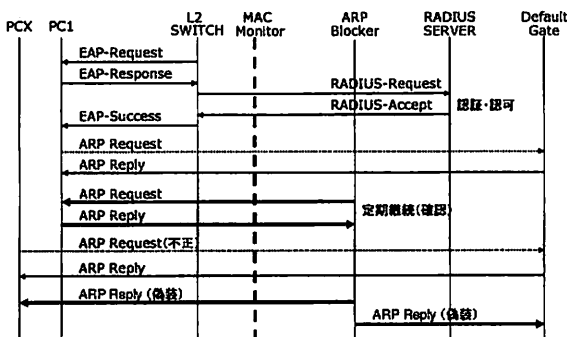 PCX PC1 L2 SWITCH MAC Monitor ARP Blocker RADIUS SERVER Default Gate
EAP-Request
EAP-Response
RADIUS-Request
RADIUS-Accept 認証・認可
EAP-Success
ARP Request
ARP Reply
ARP Request
定期継続(確認)
ARP Reply
ARP Request(不正)
ARP Reply
ARP Reply (偽装)
ARP Reply (偽装)